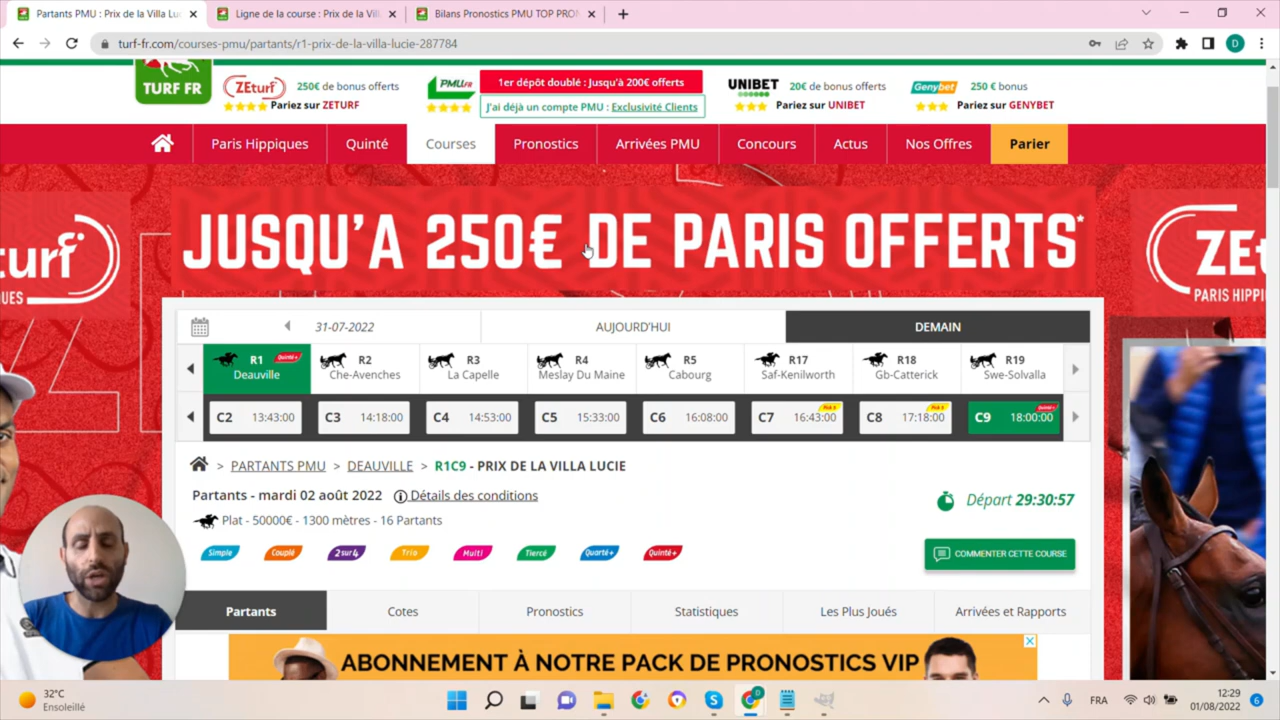 Partants PMU : Prix de la Villa Luc
Ligne de la course : Prix de la Vill
Bilans Pronostics PMU TOP PRON
turf-fr.com/courses-pmu/partants/r1-prix-de-la-villa-lucie-287784
D
TURF FR
ZEturf
250€ de bonus offerts
Pariez sur ZETURF
PMU.FR
1er dépôt doublé : Jusqu'à 200€ offerts
J'ai déjà un compte PMU : Exclusivité Clients
UNIBET
20€ de bonus offerts
Pariez sur UNIBET
Genybet
250 € bonus
Pariez sur GENYBET
Paris Hippiques
Quinté
Courses
Pronostics
Arrivées PMU
Concours
Actus
Nos Offres
Parier
JUSQU'A 250€ DE PARIS OFFERTS*
turf
QUES
ZEt
PARIS HIPPI
31-07-2022
AUJOURD'HUI
DEMAIN
R1 Quinté+
Deauville
R2
Che-Avenches
R3
La Capelle
R4
Meslay Du Maine
R5
Cabourg
R17
Saf-Kenilworth
R18
Gb-Catterick
R19
Swe-Solvalla
C2 13:43:00
C3 14:18:00
C4 14:53:00
C5 15:33:00
C6 16:08:00
C7 16:43:00 Pick 5
C8 17:18:00 Pick 5
C9 18:00:00 Quinté+
> PARTANTS PMU > DEAUVILLE > R1C9 - PRIX DE LA VILLA LUCIE
Partants - mardi 02 août 2022 Détails des conditions
Plat - 50000€ - 1300 mètres - 16 Partants
Départ 29:30:57
Simple
Couplé
2sur4
Trio
Multi
Tiercé
Quarté+
Quinté+
COMMENTER CETTE COURSE
Partants
Cotes
Pronostics
Statistiques
Les Plus Joués
Arrivées et Rapports
ABONNEMENT À NOTRE PACK DE PRONOSTICS VIP
32°C
Ensoleillé
D
FRA
12:29
01/08/2022
6